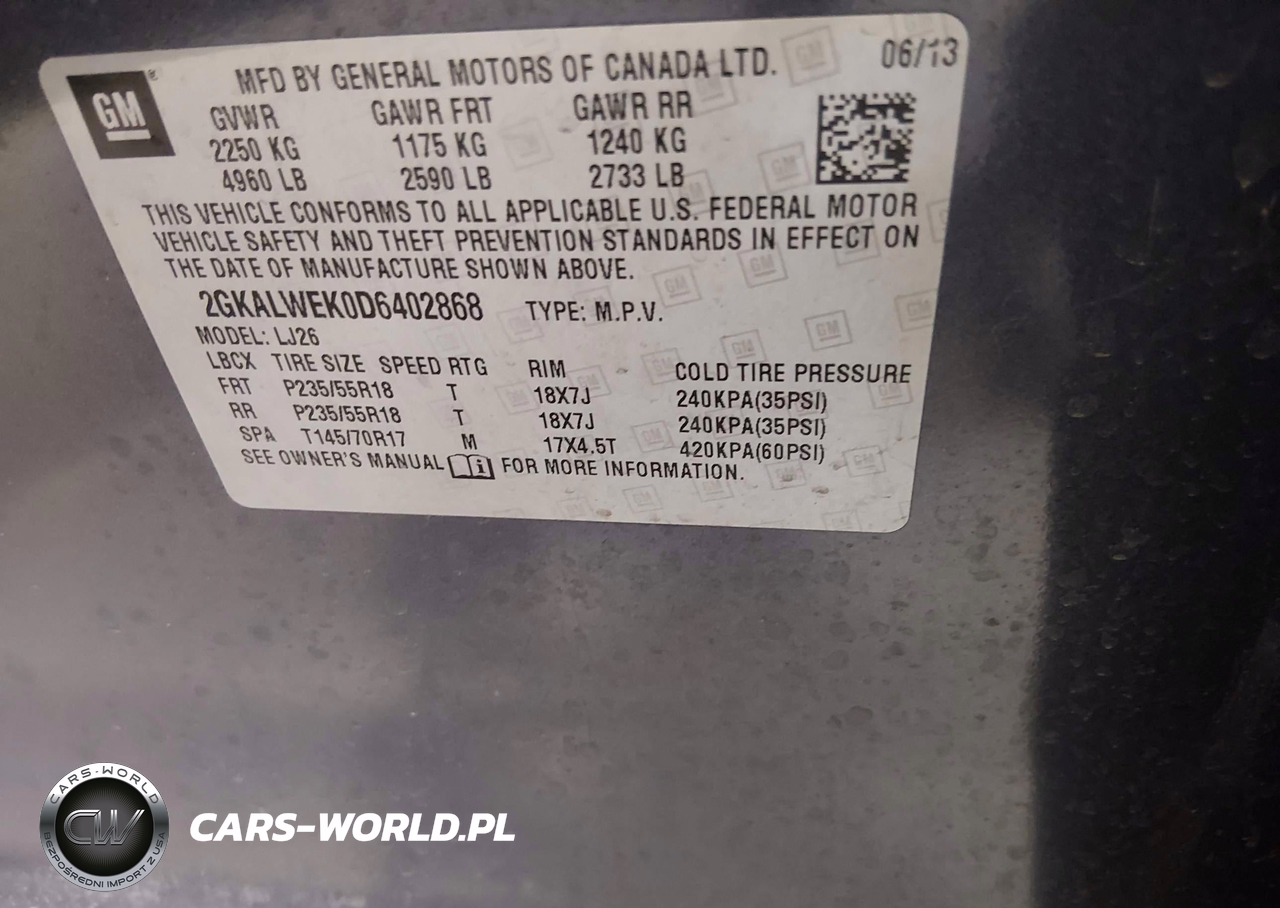 GM®
MFD BY GENERAL MOTORS OF CANADA LTD.
06/13
GVWR GAWR FRT GAWR RR
2250 KG 1175 KG 1240 KG
4960 LB 2590 LB 2733 LB
THIS VEHICLE CONFORMS TO ALL APPLICABLE U.S. FEDERAL MOTOR
VEHICLE SAFETY AND THEFT PREVENTION STANDARDS IN EFFECT ON
THE DATE OF MANUFACTURE SHOWN ABOVE.
2GKALWEK0D6402868 TYPE: M.P.V.
MODEL: LJ26
LBCX TIRE SIZE SPEED RTG RIM COLD TIRE PRESSURE
FRT P235/55R18 T 18X7J 240KPA(35PSI)
RR P235/55R18 T 18X7J 240KPA(35PSI)
SPA T145/70R17 M 17X4.5T 420KPA(60PSI)
SEE OWNER'S MANUAL FOR MORE INFORMATION.
CARS-WORLD
CW
BEZPOŚREDNI IMPORT Z USA
CARS-WORLD.PL